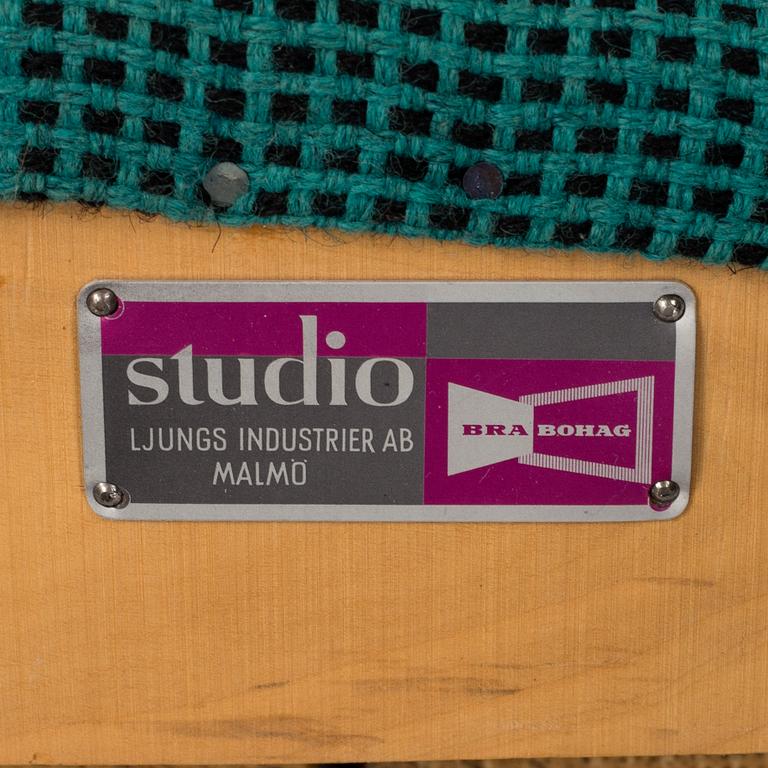 studio
LJUNGS INDUSTRIER AB
MALMÖ
BRA BOHAG